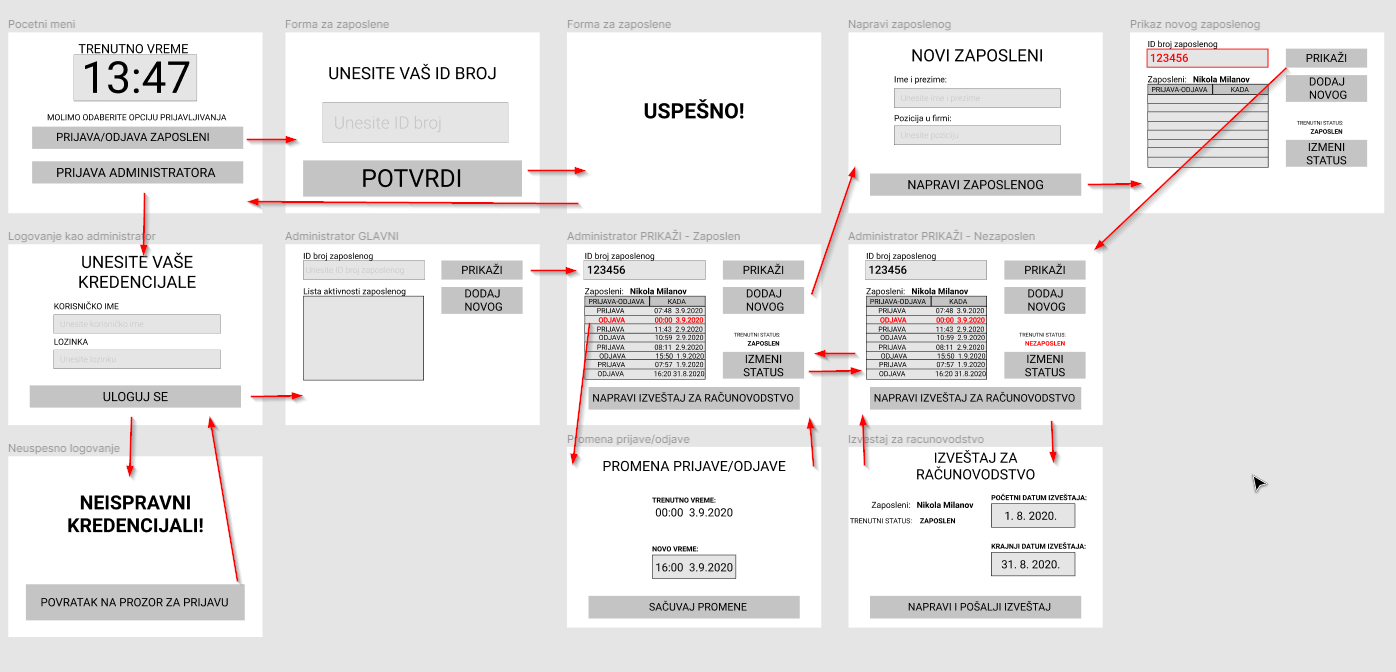 Pocetni meni
TRENUTNO VREME
13:47
MOLIMO ODABERITE OPCIJU PRIJAVLJIVANJA
PRIJAVA/ODJAVA ZAPOSLENI
PRIJAVA ADMINISTRATORA
Forma za zaposlene
UNESITE VAŠ ID BROJ
Unesite ID broj
POTVRDI
Forma za zaposlene
USPEŠNO!
Napravi zaposlenog
NOVI ZAPOSLENI
Ime i prezime:
Unesite ime i prezime
Pozicija u firmi:
Unesite poziciju
NAPRAVI ZAPOSLENOG
Prikaz novog zaposlenog
ID broj zaposlenog
123456
PRIKAŽI
DODAJ
NOVOG
Zaposleni: Nikola Milanov
PRIJAVA-ODJAVA KADA
TRENUTNI STATUS:
ZAPOSLEN
IZMENI
STATUS
Logovanje kao administrator
UNESITE VAŠE
KREDENCIJALE
KORISNIČKO IME
Unesite korisničko ime
LOZINKA
Unesite lozinku
ULOGUJ SE
Administrator GLAVNI
ID broj zaposlenog
Unesite ID broj zaposlenog
PRIKAŽI
DODAJ
NOVOG
Lista aktivnosti zaposlenog
Administrator PRIKAŽI - Zaposlen
ID broj zaposlenog
123456
PRIKAŽI
DODAJ
NOVOG
Zaposleni: Nikola Milanov
PRIJAVA-ODJAVA KADA
PRIJAVA 07:48 3.9.2020
ODJAVA 00:00 3.9.2020
PRIJAVA 11:43 2.9.2020
ODJAVA 10:59 2.9.2020
PRIJAVA 08:11 2.9.2020
ODJAVA 15:50 1.9.2020
PRIJAVA 07:57 1.9.2020
ODJAVA 16:20 31.8.2020
TRENUTNI STATUS:
ZAPOSLEN
IZMENI
STATUS
NAPRAVI IZVEŠTAJ ZA RAČUNOVODSTVO
Administrator PRIKAŽI - Nezaposlen
ID broj zaposlenog
123456
PRIKAŽI
DODAJ
NOVOG
Zaposleni: Nikola Milanov
PRIJAVA-ODJAVA KADA
PRIJAVA 07:48 3.9.2020
ODJAVA 00:00 3.9.2020
PRIJAVA 11:43 2.9.2020
ODJAVA 10:59 2.9.2020
PRIJAVA 08:11 2.9.2020
ODJAVA 15:50 1.9.2020
PRIJAVA 07:57 1.9.2020
ODJAVA 16:20 31.8.2020
TRENUTNI STATUS:
NEZAPOSLEN
IZMENI
STATUS
NAPRAVI IZVEŠTAJ ZA RAČUNOVODSTVO
Neuspesno logovanje
NEISPRAVNI
KREDENCIJALI!
POVRATAK NA PROZOR ZA PRIJAVU
Promena prijave/odjave
PROMENA PRIJAVE/ODJAVE
TRENUTNO VREME:
00:00 3.9.2020
NOVO VREME:
16:00 3.9.2020
SAČUVAJ PROMENE
Izvestaj za racunovodstvo
IZVEŠTAJ ZA
RAČUNOVODSTVO
Zaposleni: Nikola Milanov
TRENUTNI STATUS: ZAPOSLEN
POČETNI DATUM IZVEŠTAJA:
1. 8. 2020.
KRAJNJI DATUM IZVEŠTAJA:
31. 8. 2020.
NAPRAVI I POŠALJI IZVEŠTAJ